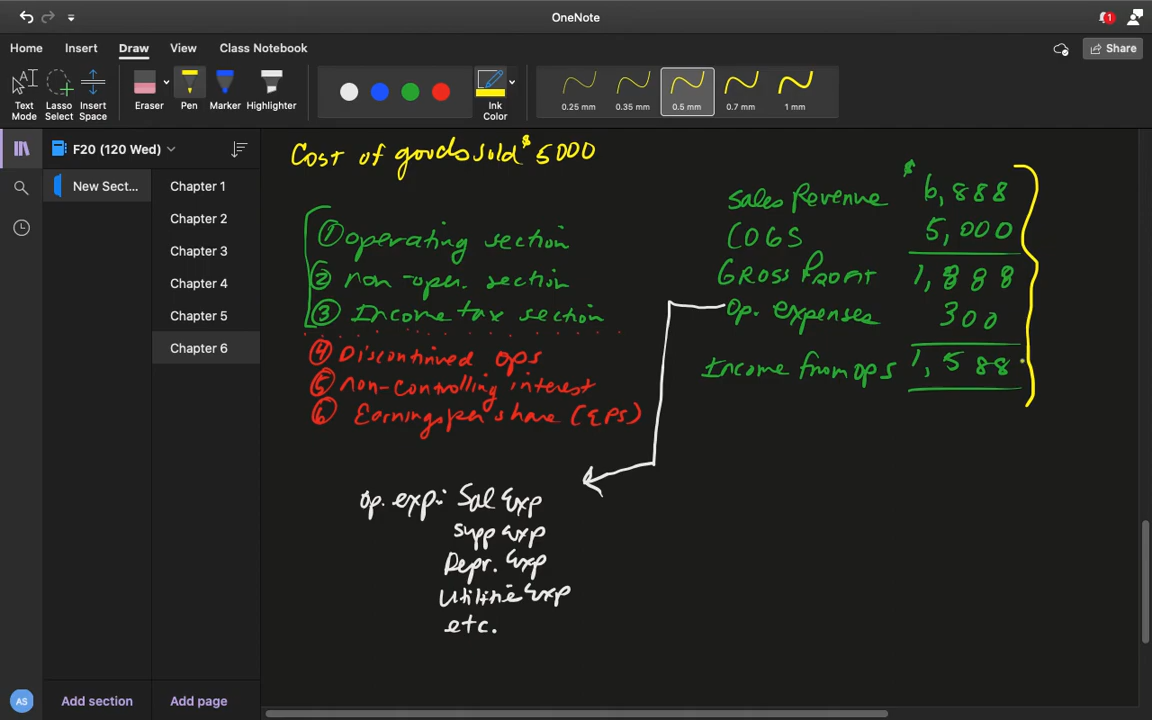 OneNote
1
Home Insert Draw View Class Notebook
Share
Text Mode
Lasso Select
Insert Space
Eraser
Pen
Marker
Highlighter
Ink Color
0.25 mm
0.35 mm
0.5 mm
0.7 mm
1 mm
F20 (120 Wed)
New Sect...
Chapter 1
Chapter 2
Chapter 3
Chapter 4
Chapter 5
Chapter 6
AS
Add section
Add page
Cost of goods sold $5000
① operating section
② non-oper. section
③ Income tax section
④ Discontinued ops
⑤ non-controlling interest
⑥ Earnings per share (EPS)
Sales Revenue $ 6,888
COGS 5,000
GROSS PROFIT 1,888
Op. expenses 300
Income from ops 1,588
Op. exp: Sal Exp
Supp Exp
Depr. Exp
Utilitie Exp
etc.